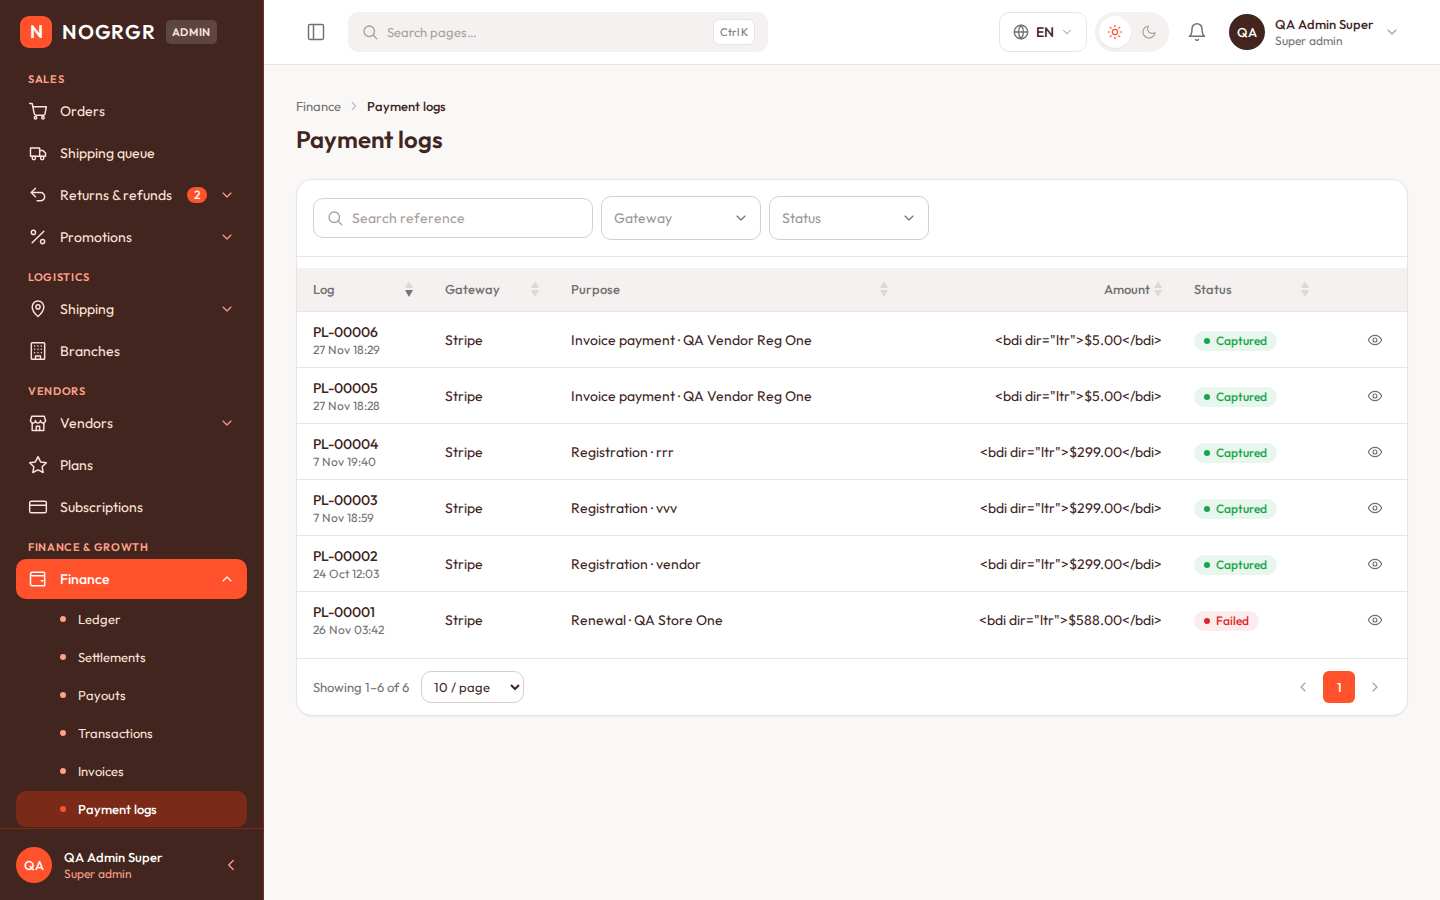 N NOGRGR ADMIN
SALES
Orders
Shipping queue
Returns & refunds 2
Promotions
LOGISTICS
Shipping
Branches
VENDORS
Vendors
Plans
Subscriptions
FINANCE & GROWTH
Finance
Ledger
Settlements
Payouts
Transactions
Invoices
Payment logs
QA QA Admin Super
Super admin
Search pages… Ctrl K
EN
QA QA Admin Super
Super admin
Finance Payment logs
Payment logs
Search reference Gateway Status
Log Gateway Purpose Amount Status
PL-00006
27 Nov 18:29
Stripe Invoice payment · QA Vendor Reg One <bdi dir="ltr">$5.00</bdi> Captured
PL-00005
27 Nov 18:28
Stripe Invoice payment · QA Vendor Reg One <bdi dir="ltr">$5.00</bdi> Captured
PL-00004
7 Nov 19:40
Stripe Registration · rrr <bdi dir="ltr">$299.00</bdi> Captured
PL-00003
7 Nov 18:59
Stripe Registration · vvv <bdi dir="ltr">$299.00</bdi> Captured
PL-00002
24 Oct 12:03
Stripe Registration · vendor <bdi dir="ltr">$299.00</bdi> Captured
PL-00001
26 Nov 03:42
Stripe Renewal · QA Store One <bdi dir="ltr">$588.00</bdi> Failed
Showing 1–6 of 6 10 / page 1